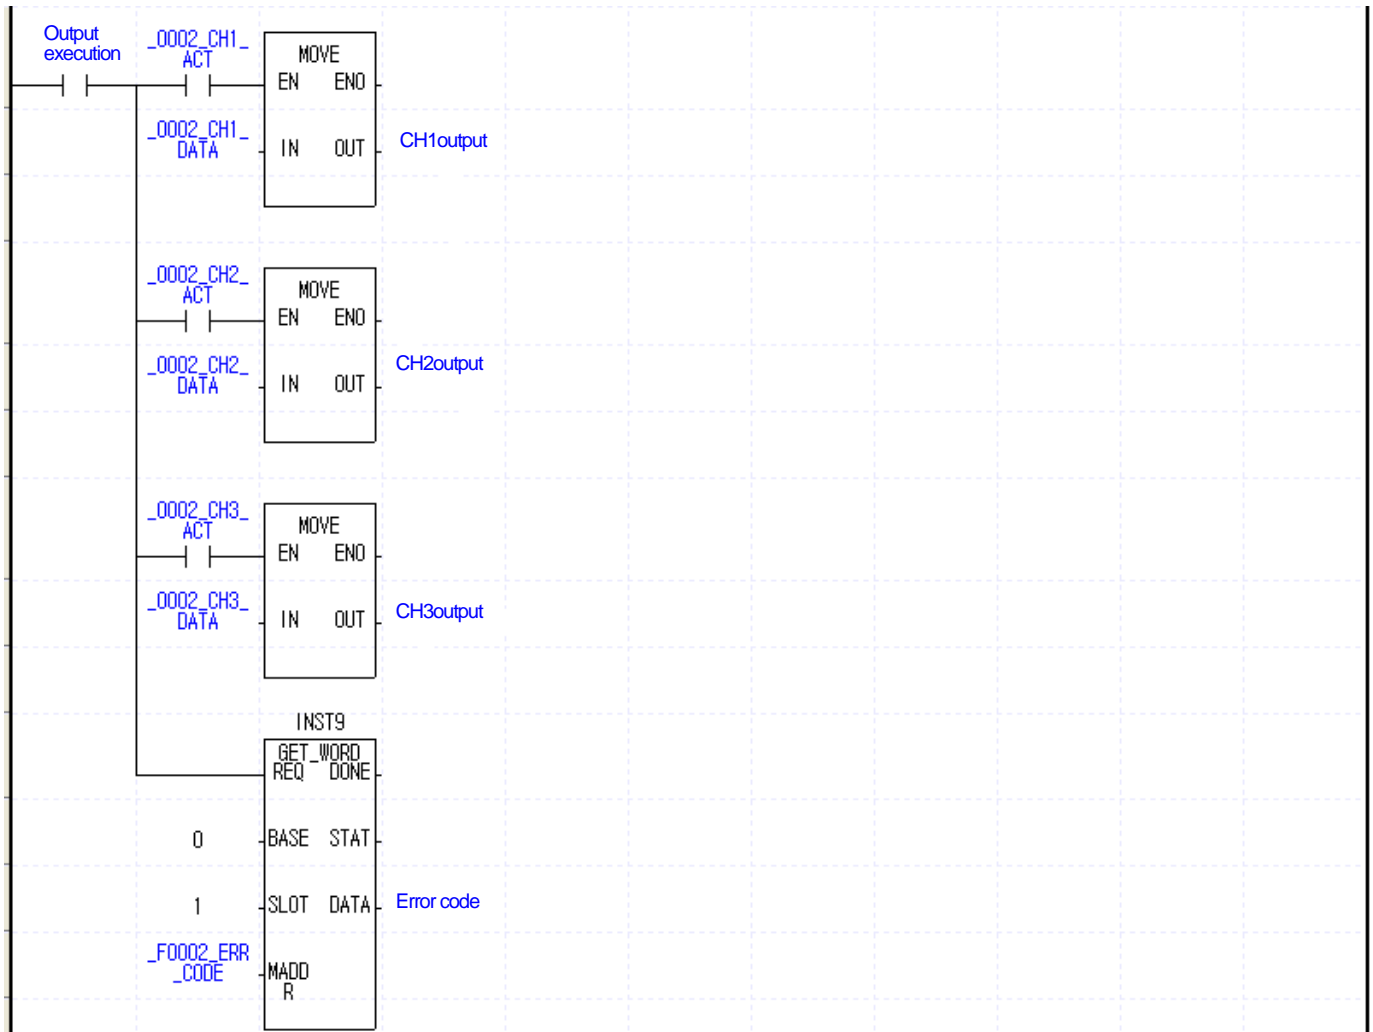 Output
execution
_0002_CH1_
ACT
MOVE
EN ENO
_0002_CH1_
DATA
IN OUT
CH1output
_0002_CH2_
ACT
MOVE
EN ENO
_0002_CH2_
DATA
IN OUT
CH2output
_0002_CH3_
ACT
MOVE
EN ENO
_0002_CH3_
DATA
IN OUT
CH3output
INST9
GET_WORD
REQ DONE
0
BASE STAT
1
SLOT DATA
Error code
_F0002_ERR
_CODE
MADD
R